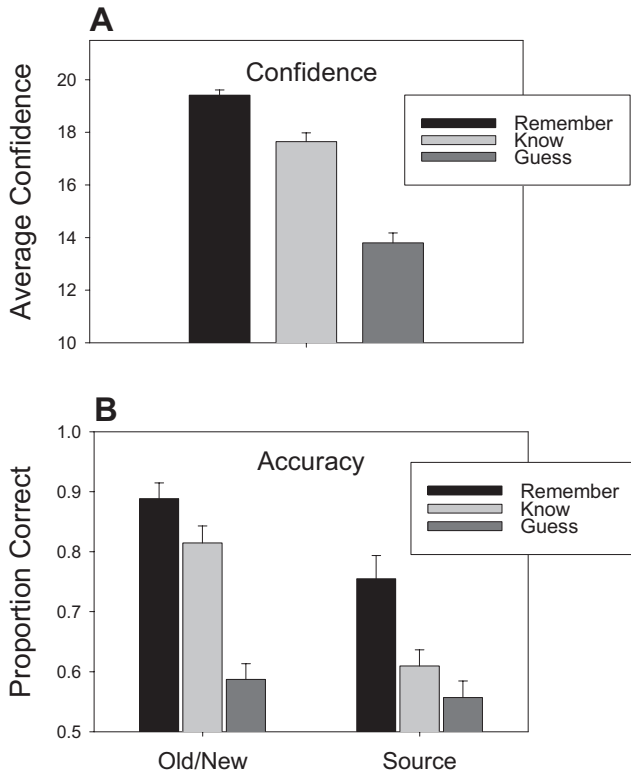 A
Confidence
Average Confidence
20
18
16
14
12
10
Remember
Know
Guess
B
Accuracy
Proportion Correct
1.0
0.9
0.8
0.7
0.6
0.5
Remember
Know
Guess
Old/New
Source